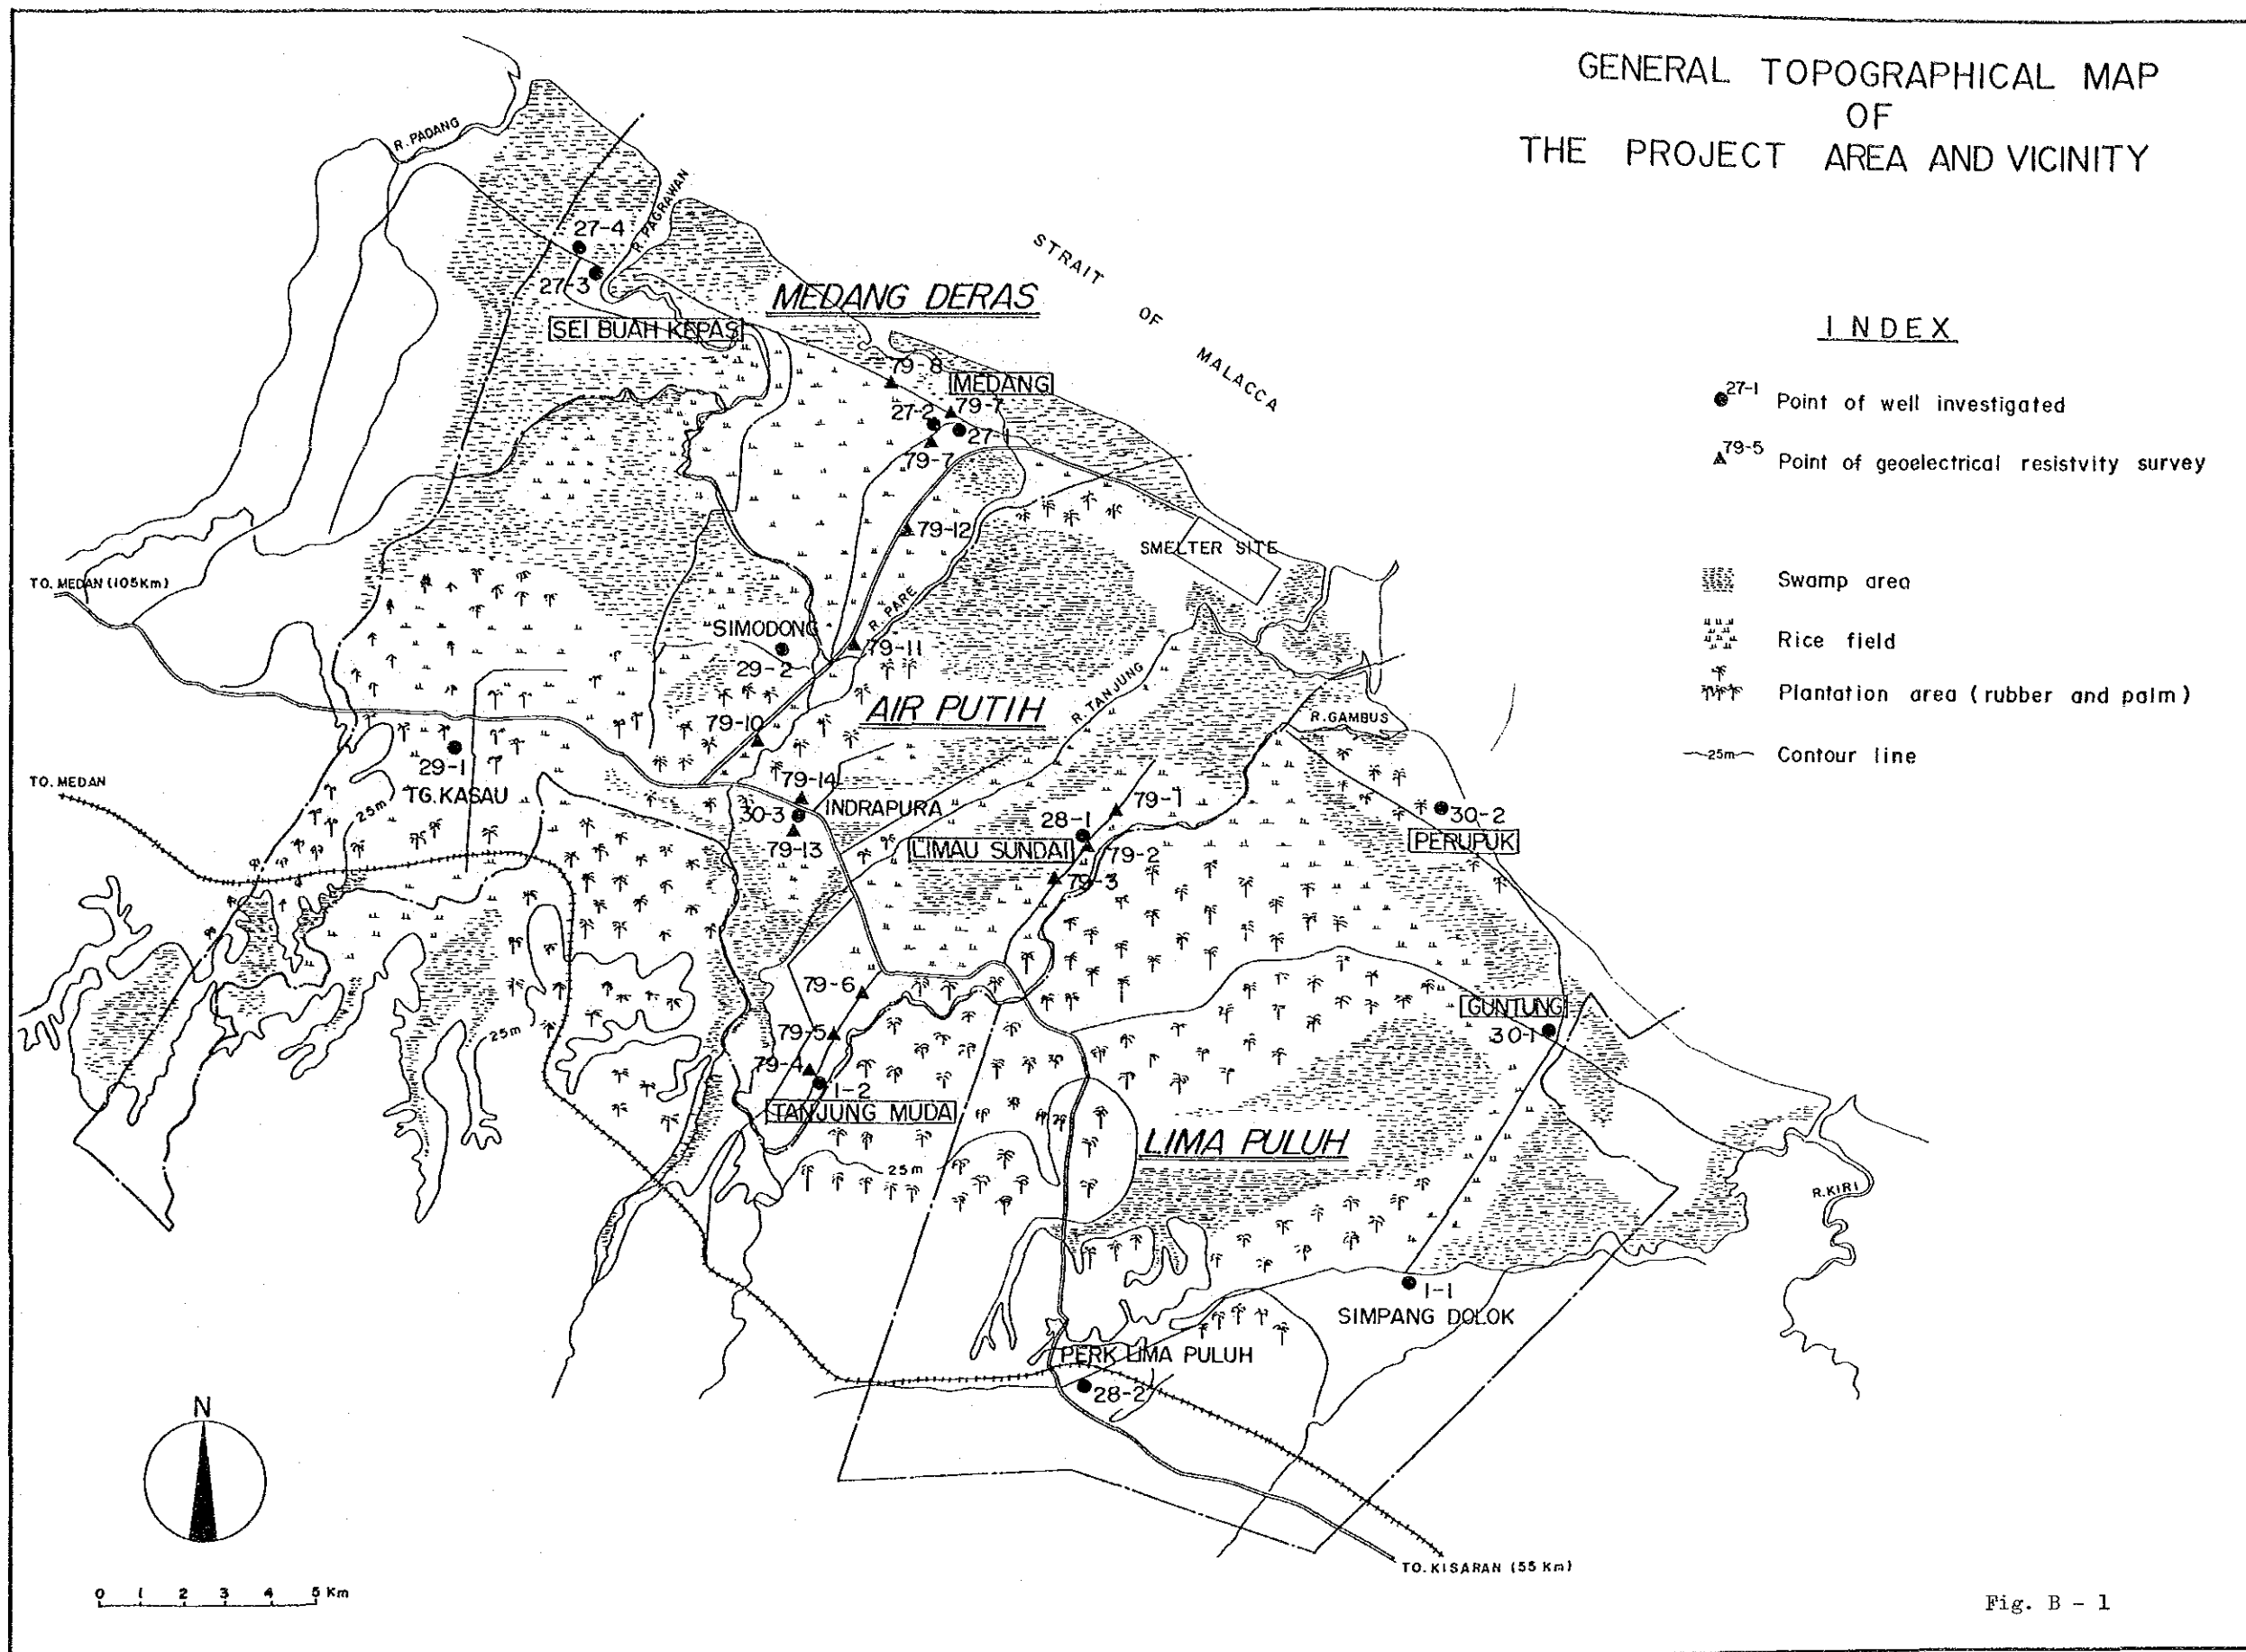 GENERAL TOPOGRAPHICAL MAP
OF
THE PROJECT AREA AND VICINITY
R. PADANG
R. PAGRAWAN
27-4
27-3
SEI BUAH KEPAS
MEDANG DERAS
STRAIT OF MALACCA
INDEX
27-1 Point of well investigated
79-5 Point of geoelectrical resistvity survey
Swamp area
Rice field
Plantation area (rubber and palm)
25m Contour line
79-8
MEDANG
27-2
79-7
27-1
79-7
79-12
SMELTER SITE
TO. MEDAN (105Km)
R. PARE
SIMODONG
29-2
79-11
R. TANJUNG
AIR PUTIH
79-10
R. GAMBUS
29-1
TG. KASAU
TO. MEDAN
25m
79-14
30-3
INDRAPURA
79-13
28-1
79-1
LIMAU SUNDAI
79-2
79-3
30-2
PERUPUK
79-6
79-5
79-4
1-2
TANJUNG MUDA
25m
GUNTUNG
30-1
LIMA PULUH
25m
R. KIRI
1-1
SIMPANG DOLOK
PERK LIMA PULUH
28-2
N
TO. KISARAN (55 Km)
0 1 2 3 4 5 Km
Fig. B - 1